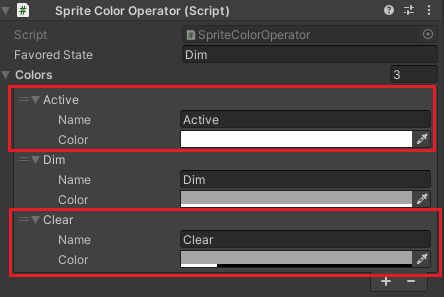 Sprite Color Operator (Script)
Script SpriteColorOperator
Favored State Dim
Colors 3
Active
Name Active
Color
Dim
Name Dim
Color
Clear
Name Clear
Color
+ −